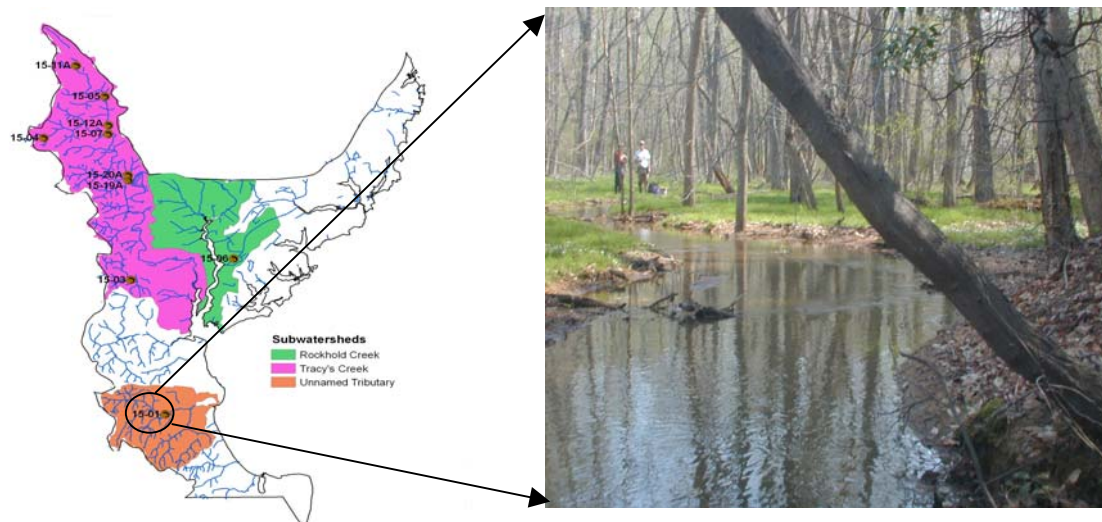 15-11A
15-05
15-12A
15-04
15-07
15-20A
15-19A
15-06
15-03
Subwatersheds
Rockhold Creek
Tracy's Creek
Unnamed Tributary
15-01